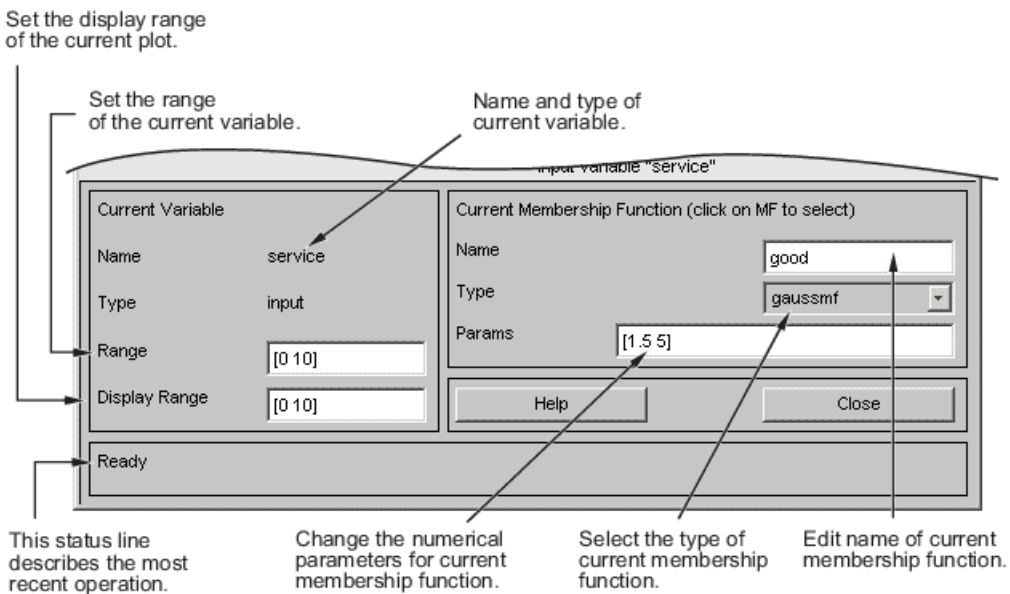 Set the display range
of the current plot.
Set the range
of the current variable.
Name and type of
current variable.
input variable "service"
Current Variable
Name service
Type input
Range [0 10]
Display Range [0 10]
Current Membership Function (click on MF to select)
Name good
Type gaussmf
Params [1.5 5]
Help Close
Ready
This status line
describes the most
recent operation.
Change the numerical
parameters for current
membership function.
Select the type of
current membership
function.
Edit name of current
membership function.